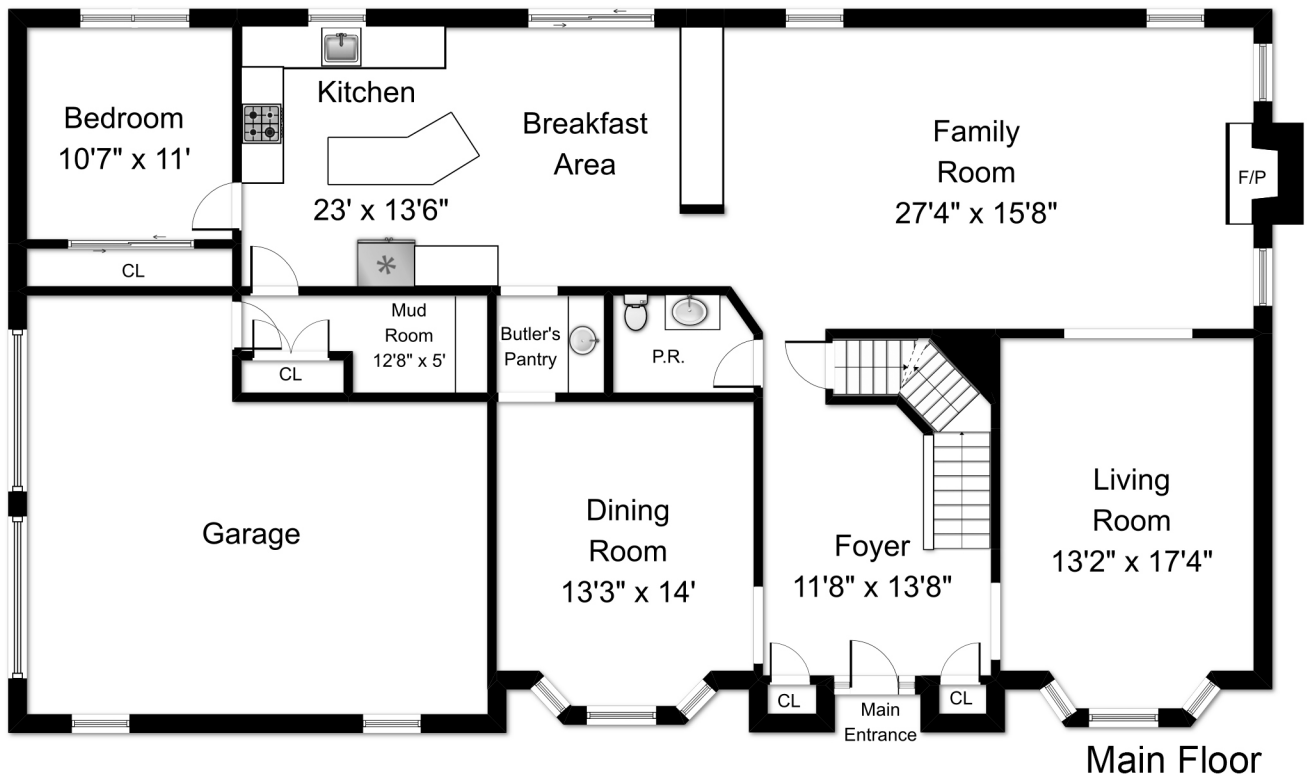 Bedroom
10'7" x 11'
CL
Kitchen
23' x 13'6"
Breakfast
Area
Family
Room
27'4" x 15'8"
F/P
Mud
Room
12'8" x 5'
CL
Butler's
Pantry
P.R.
Garage
Dining
Room
13'3" x 14'
Foyer
11'8" x 13'8"
Living
Room
13'2" x 17'4"
CL
Main
Entrance
CL
Main Floor